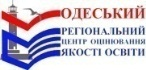 ОДЕСЬКИЙ
РЕГІОНАЛЬНИЙ
ЦЕНТР ОЦІНЮВАННЯ
ЯКОСТІ ОСВІТИ